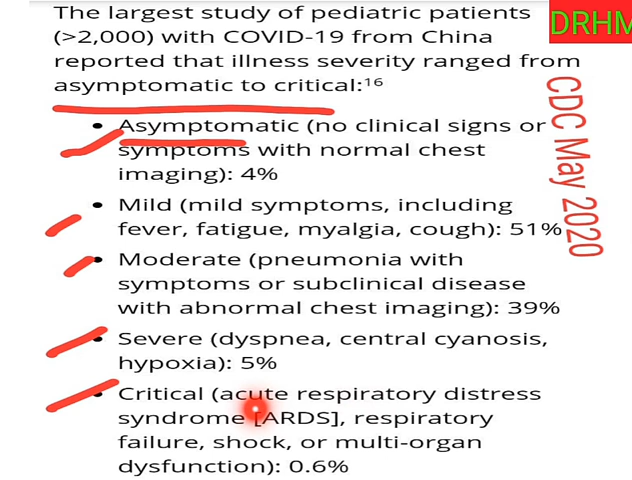 The largest study of pediatric patients
(>2,000) with COVID-19 from China
reported that illness severity ranged from
asymptomatic to critical:16
• Asymptomatic (no clinical signs or
symptoms with normal chest
imaging): 4%
• Mild (mild symptoms, including
fever, fatigue, myalgia, cough): 51%
• Moderate (pneumonia with
symptoms or subclinical disease
with abnormal chest imaging): 39%
• Severe (dyspnea, central cyanosis,
hypoxia): 5%
• Critical (acute respiratory distress
syndrome [ARDS], respiratory
failure, shock, or multi-organ
dysfunction): 0.6%
DRHM
CDC May 2020